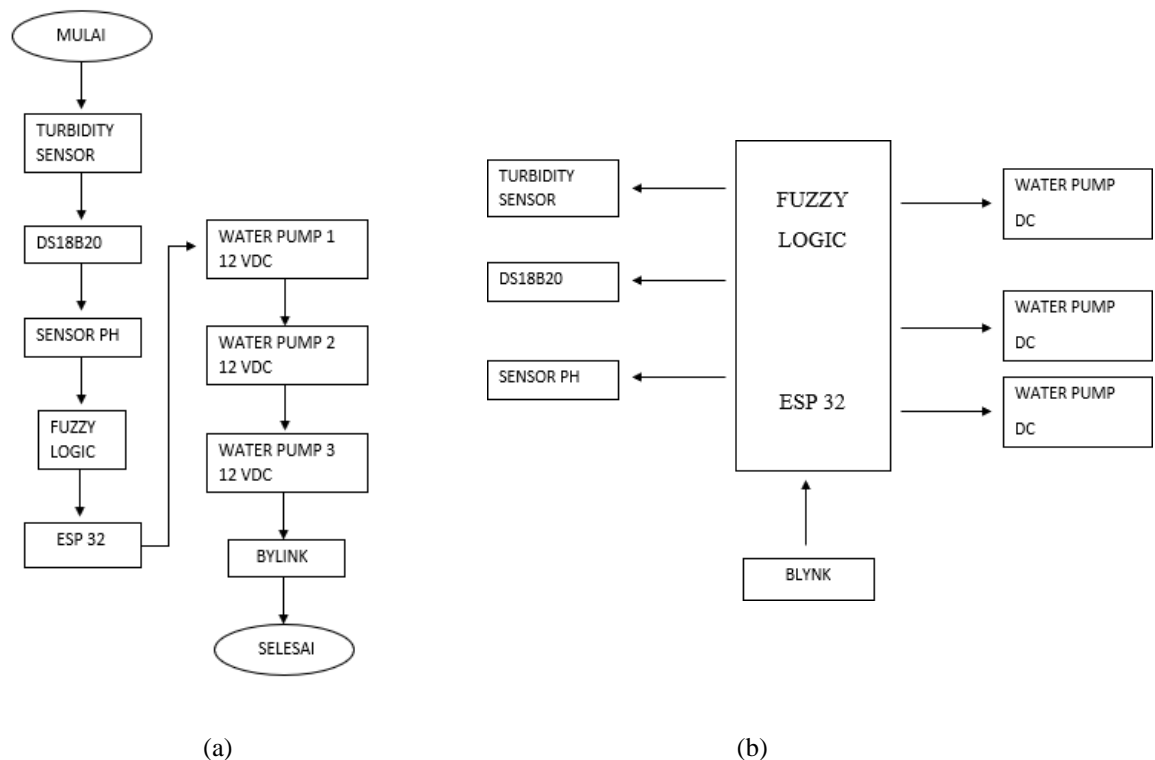 MULAI
TURBIDITY
SENSOR
DS18B20
SENSOR PH
FUZZY
LOGIC
ESP 32
WATER PUMP 1
12 VDC
WATER PUMP 2
12 VDC
WATER PUMP 3
12 VDC
BYLINK
SELESAI
(a)
TURBIDITY
SENSOR
DS18B20
SENSOR PH
FUZZY
LOGIC
ESP 32
WATER PUMP
DC
WATER PUMP
DC
WATER PUMP
DC
BLYNK
(b)